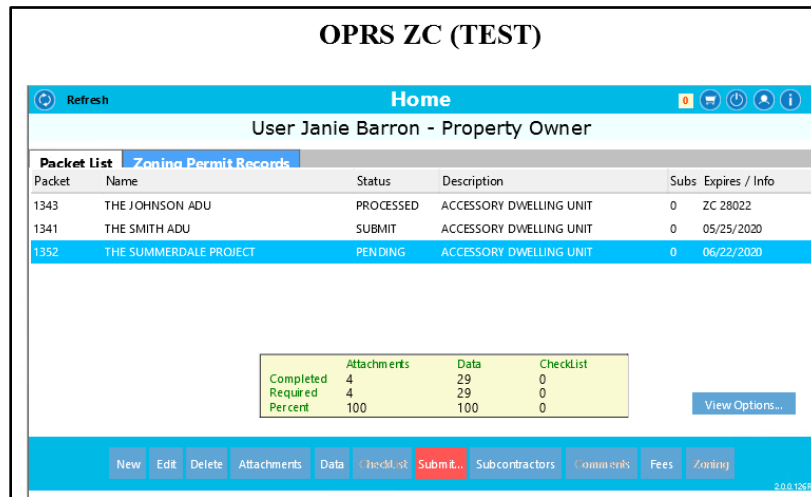 OPRS ZC (TEST)
Refresh Home 0
User Janie Barron - Property Owner
Packet List Zoning Permit Records
Packet Name Status Description Subs Expires / Info
1343 THE JOHNSON ADU PROCESSED ACCESSORY DWELLING UNIT 0 ZC 28022
1341 THE SMITH ADU SUBMIT ACCESSORY DWELLING UNIT 0 05/25/2020
1352 THE SUMMERDALE PROJECT PENDING ACCESSORY DWELLING UNIT 0 06/22/2020
Attachments Data CheckList
Completed 4 29 0
Required 4 29 0
Percent 100 100 0
View Options...
New Edit Delete Attachments Data CheckList Submit... Subcontractors Comments Fees Zoning